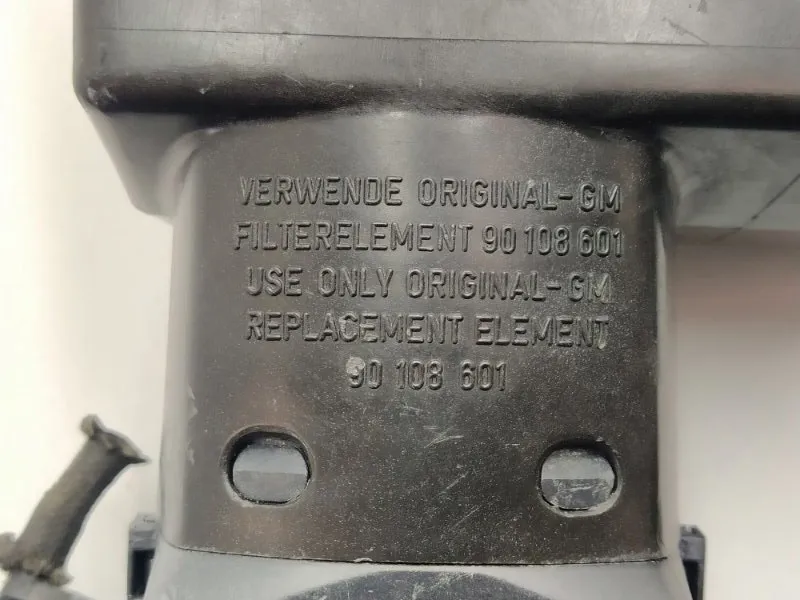 VERWENDE ORIGINAL-GM
FILTERELEMENT 90 108 601
USE ONLY ORIGINAL-GM
REPLACEMENT ELEMENT
90 108 601